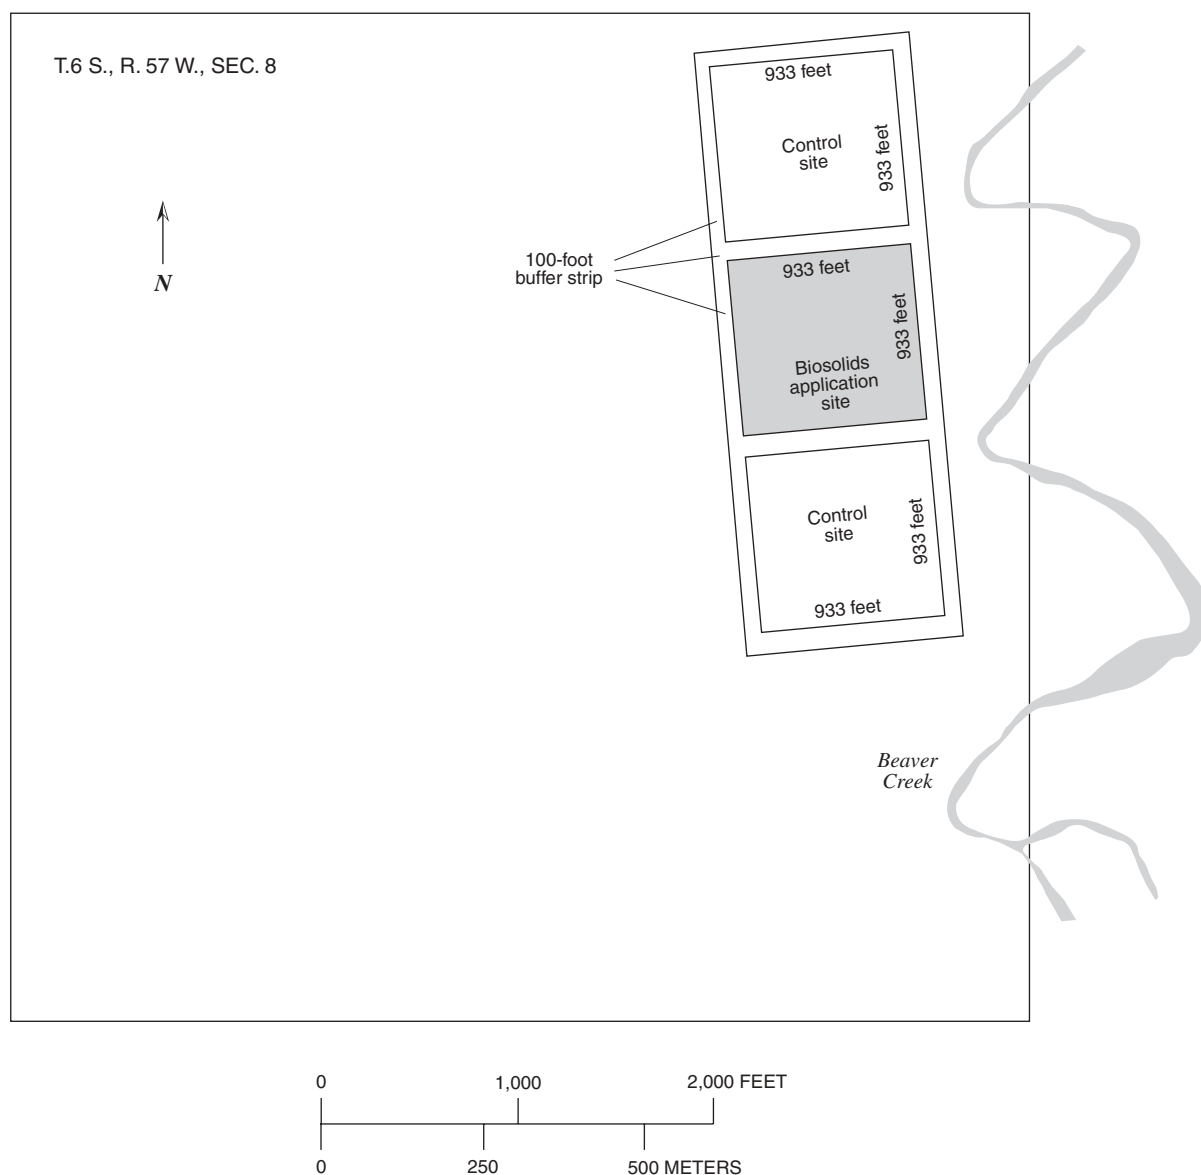 T.6 S., R. 57 W., SEC. 8
933 feet
Control
site
933 feet
N
100-foot
buffer strip
933 feet
933 feet
Biosolids
application
site
Control
site
933 feet
933 feet
Beaver
Creek
0 1,000 2,000 FEET
0 250 500 METERS